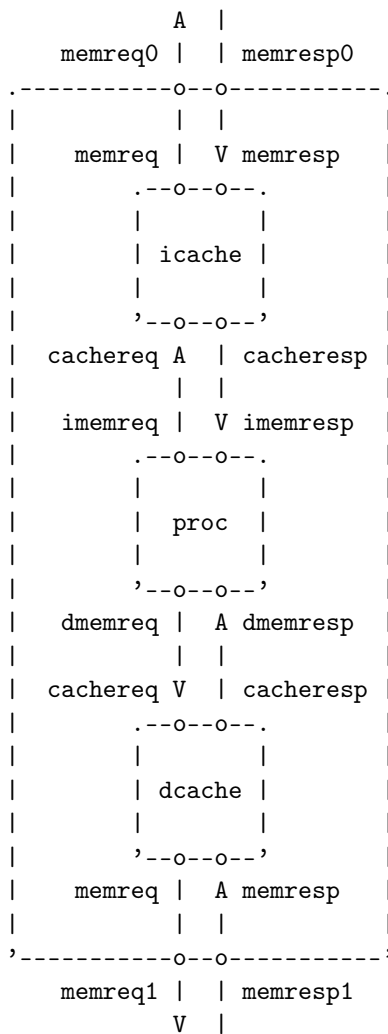 A |
memreq0 | | memresp0
.-----------o--o-----------.
| | | |
| memreq | V memresp |
| .--o--o--. |
| | | |
| | icache | |
| | | |
| '--o--o--' |
| cachereq A | cacheresp |
| | | |
| imemreq | V imemresp |
| .--o--o--. |
| | | |
| | proc | |
| | | |
| '--o--o--' |
| dmemreq | A dmemresp |
| | | |
| cachereq V | cacheresp |
| .--o--o--. |
| | | |
| | dcache | |
| | | |
| '--o--o--' |
| memreq | A memresp |
| | | |
'-----------o--o-----------'
memreq1 | | memresp1
V |